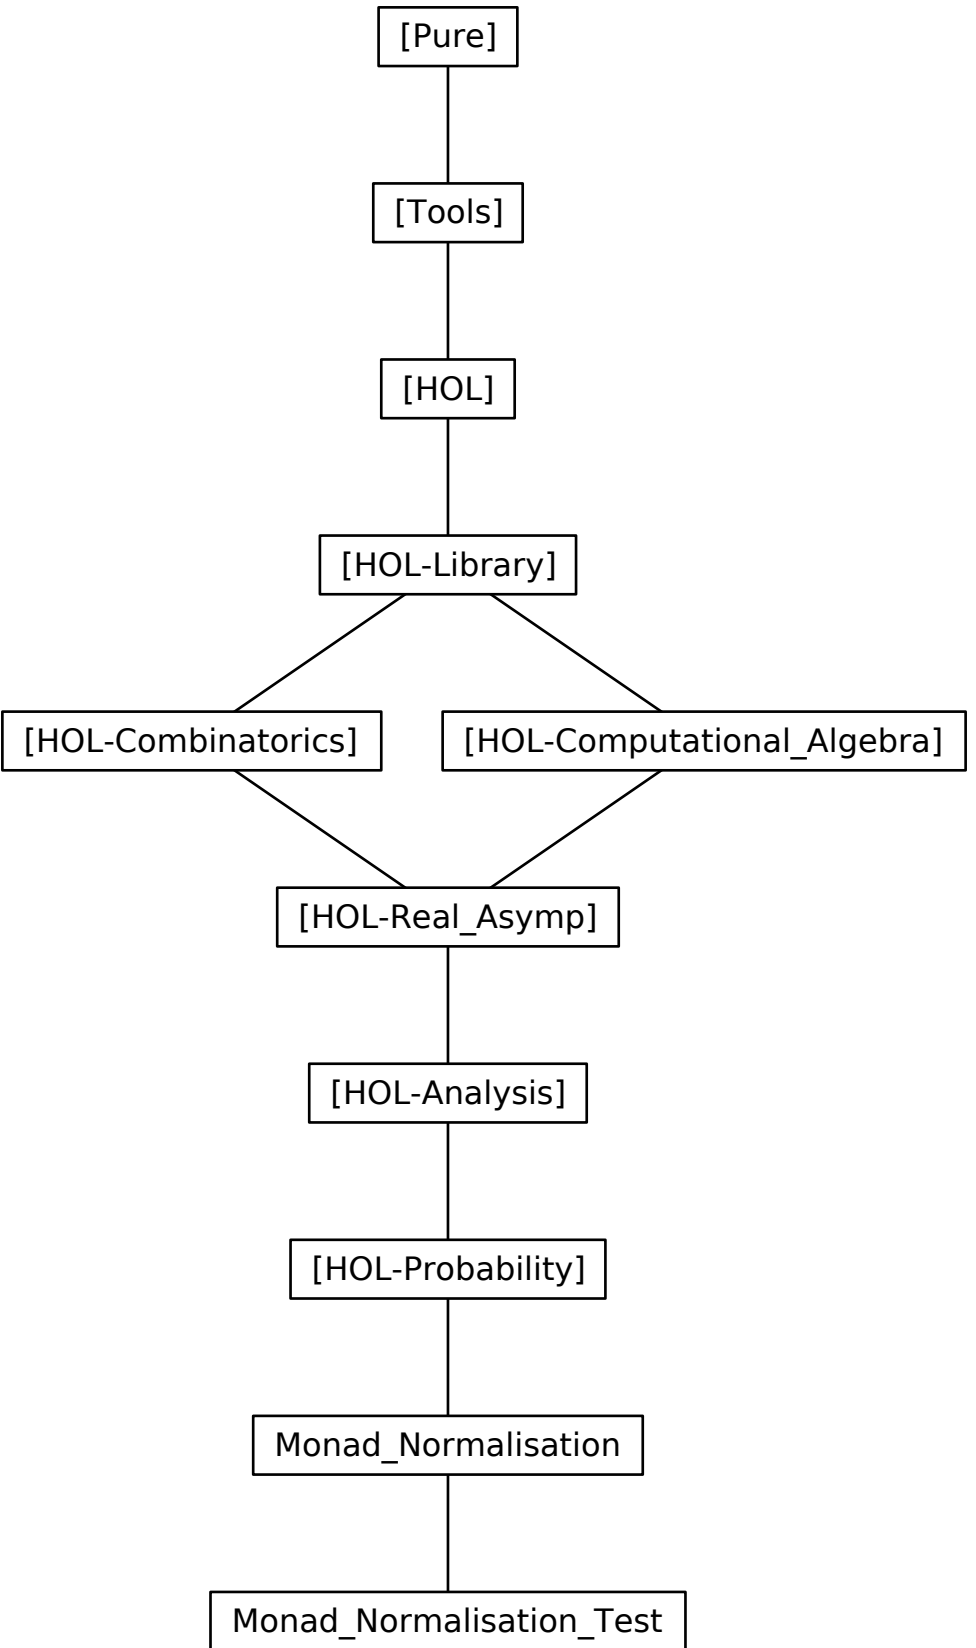 [Pure]
[Tools]
[HOL]
[HOL-Library]
[HOL-Combinatorics]
[HOL-Computational_Algebra]
[HOL-Real_Asymp]
[HOL-Analysis]
[HOL-Probability]
Monad_Normalisation
Monad_Normalisation_Test